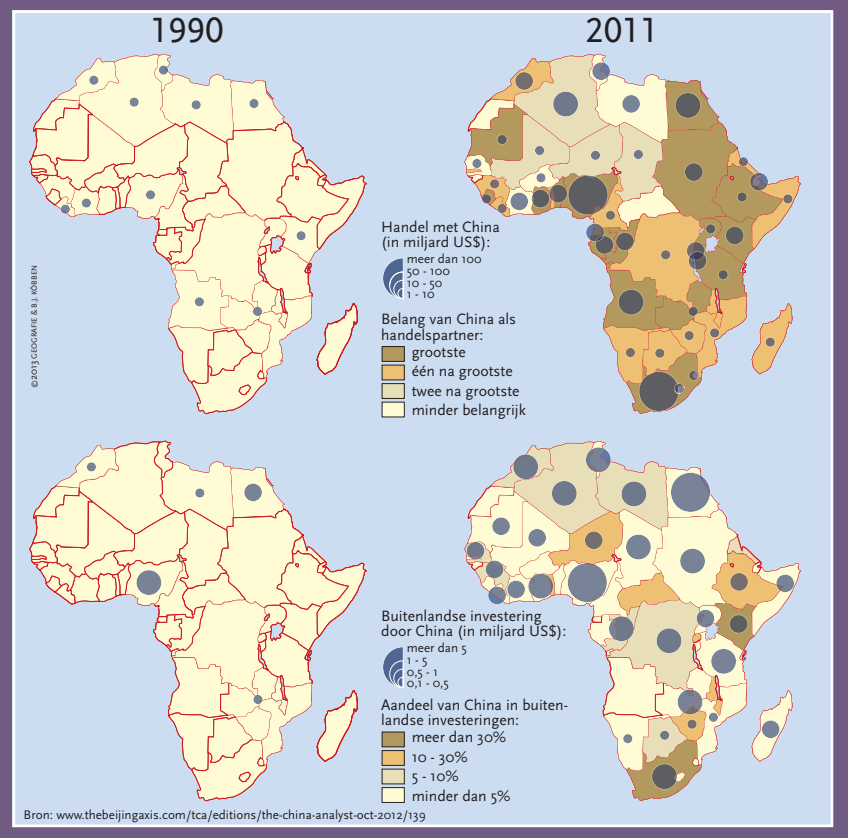 1990
2011
Handel met China
(in miljard US$):
meer dan 100
50 - 100
10 - 50
1 - 10
Belang van China als
handelspartner:
grootste
één na grootste
twee na grootste
minder belangrijk
©2013 GEOGRAFIE & B.J. KÖBBEN
Buitenlandse investering
door China (in miljard US$):
meer dan 5
1 - 5
0,5 - 1
0,1 - 0,5
Aandeel van China in buiten-
landse investeringen:
meer dan 30%
10 - 30%
5 - 10%
minder dan 5%
Bron: www.thebeijingaxis.com/tca/editions/the-china-analyst-oct-2012/139